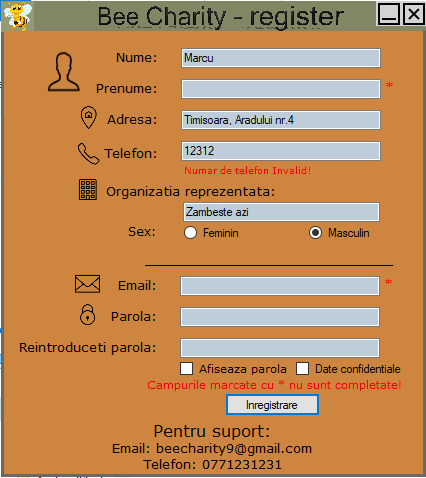 Bee Charity - register
Nume: Marcu
Prenume: *
Adresa: Timisoara, Aradului nr.4
Telefon: 12312
Numar de telefon Invalid!
Organizatia reprezentata:
Zambeste azi
Sex: Feminin Masculin
Email: *
Parola:
Reintroduceti parola:
Afiseaza parola Date confidentiale
Campurile marcate cu * nu sunt completate!
Inregistrare
Pentru suport:
Email: beecharity9@gmail.com
Telefon: 0771231231